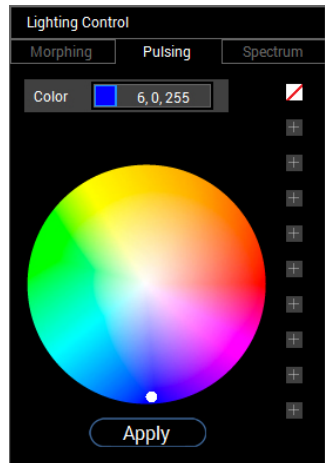 Lighting Control
Morphing Pulsing Spectrum
Color 6, 0, 255
Apply